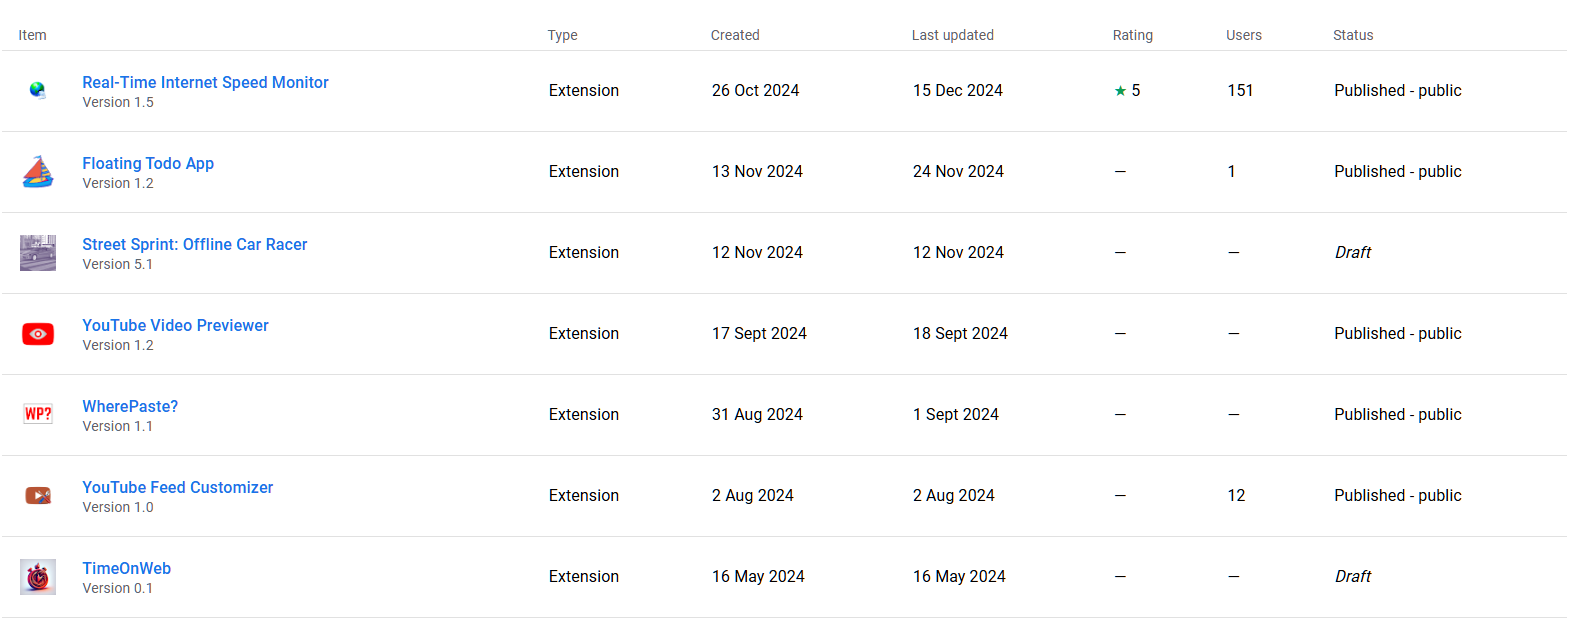 Item Type Created Last updated Rating Users Status
Real-Time Internet Speed Monitor
Version 1.5
Extension 26 Oct 2024 15 Dec 2024 ★ 5 151 Published - public
Floating Todo App
Version 1.2
Extension 13 Nov 2024 24 Nov 2024 — 1 Published - public
Street Sprint: Offline Car Racer
Version 5.1
Extension 12 Nov 2024 12 Nov 2024 — — Draft
YouTube Video Previewer
Version 1.2
Extension 17 Sept 2024 18 Sept 2024 — — Published - public
WP?
WherePaste?
Version 1.1
Extension 31 Aug 2024 1 Sept 2024 — — Published - public
YouTube Feed Customizer
Version 1.0
Extension 2 Aug 2024 2 Aug 2024 — 12 Published - public
TimeOnWeb
Version 0.1
Extension 16 May 2024 16 May 2024 — — Draft